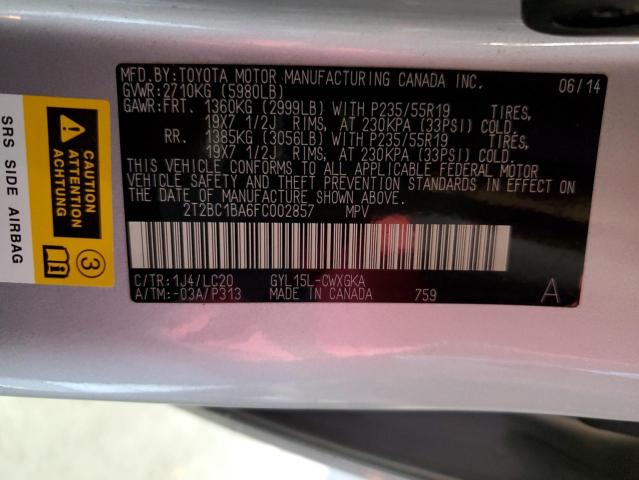 MFD.BY:TOYOTA MOTOR MANUFACTURING CANADA INC.
GVWR:2710KG (5980LB) 06/14
GAWR:FRT. 1360KG (2999LB) WITH P235/55R19 TIRES,
19X7 1/2J RIMS, AT 230KPA (33PSI) COLD.
RR. 1385KG (3056LB) WITH P235/55R19 TIRES,
19X7 1/2J RIMS, AT 230KPA (33PSI) COLD.
THIS VEHICLE CONFORMS TO ALL APPLICABLE FEDERAL MOTOR
VEHICLE SAFETY AND THEFT PREVENTION STANDARDS IN EFFECT ON
THE DATE OF MANUFACTURE SHOWN ABOVE.
2T2BC1BA6FC002857 MPV
C/TR:1J4/LC20 GYL15L-CWXGKA
A/TM:-03A/P313 MADE IN CANADA 759 A
CAUTION
ATTENTION
ACHTUNG
3
SRS SIDE AIRBAG